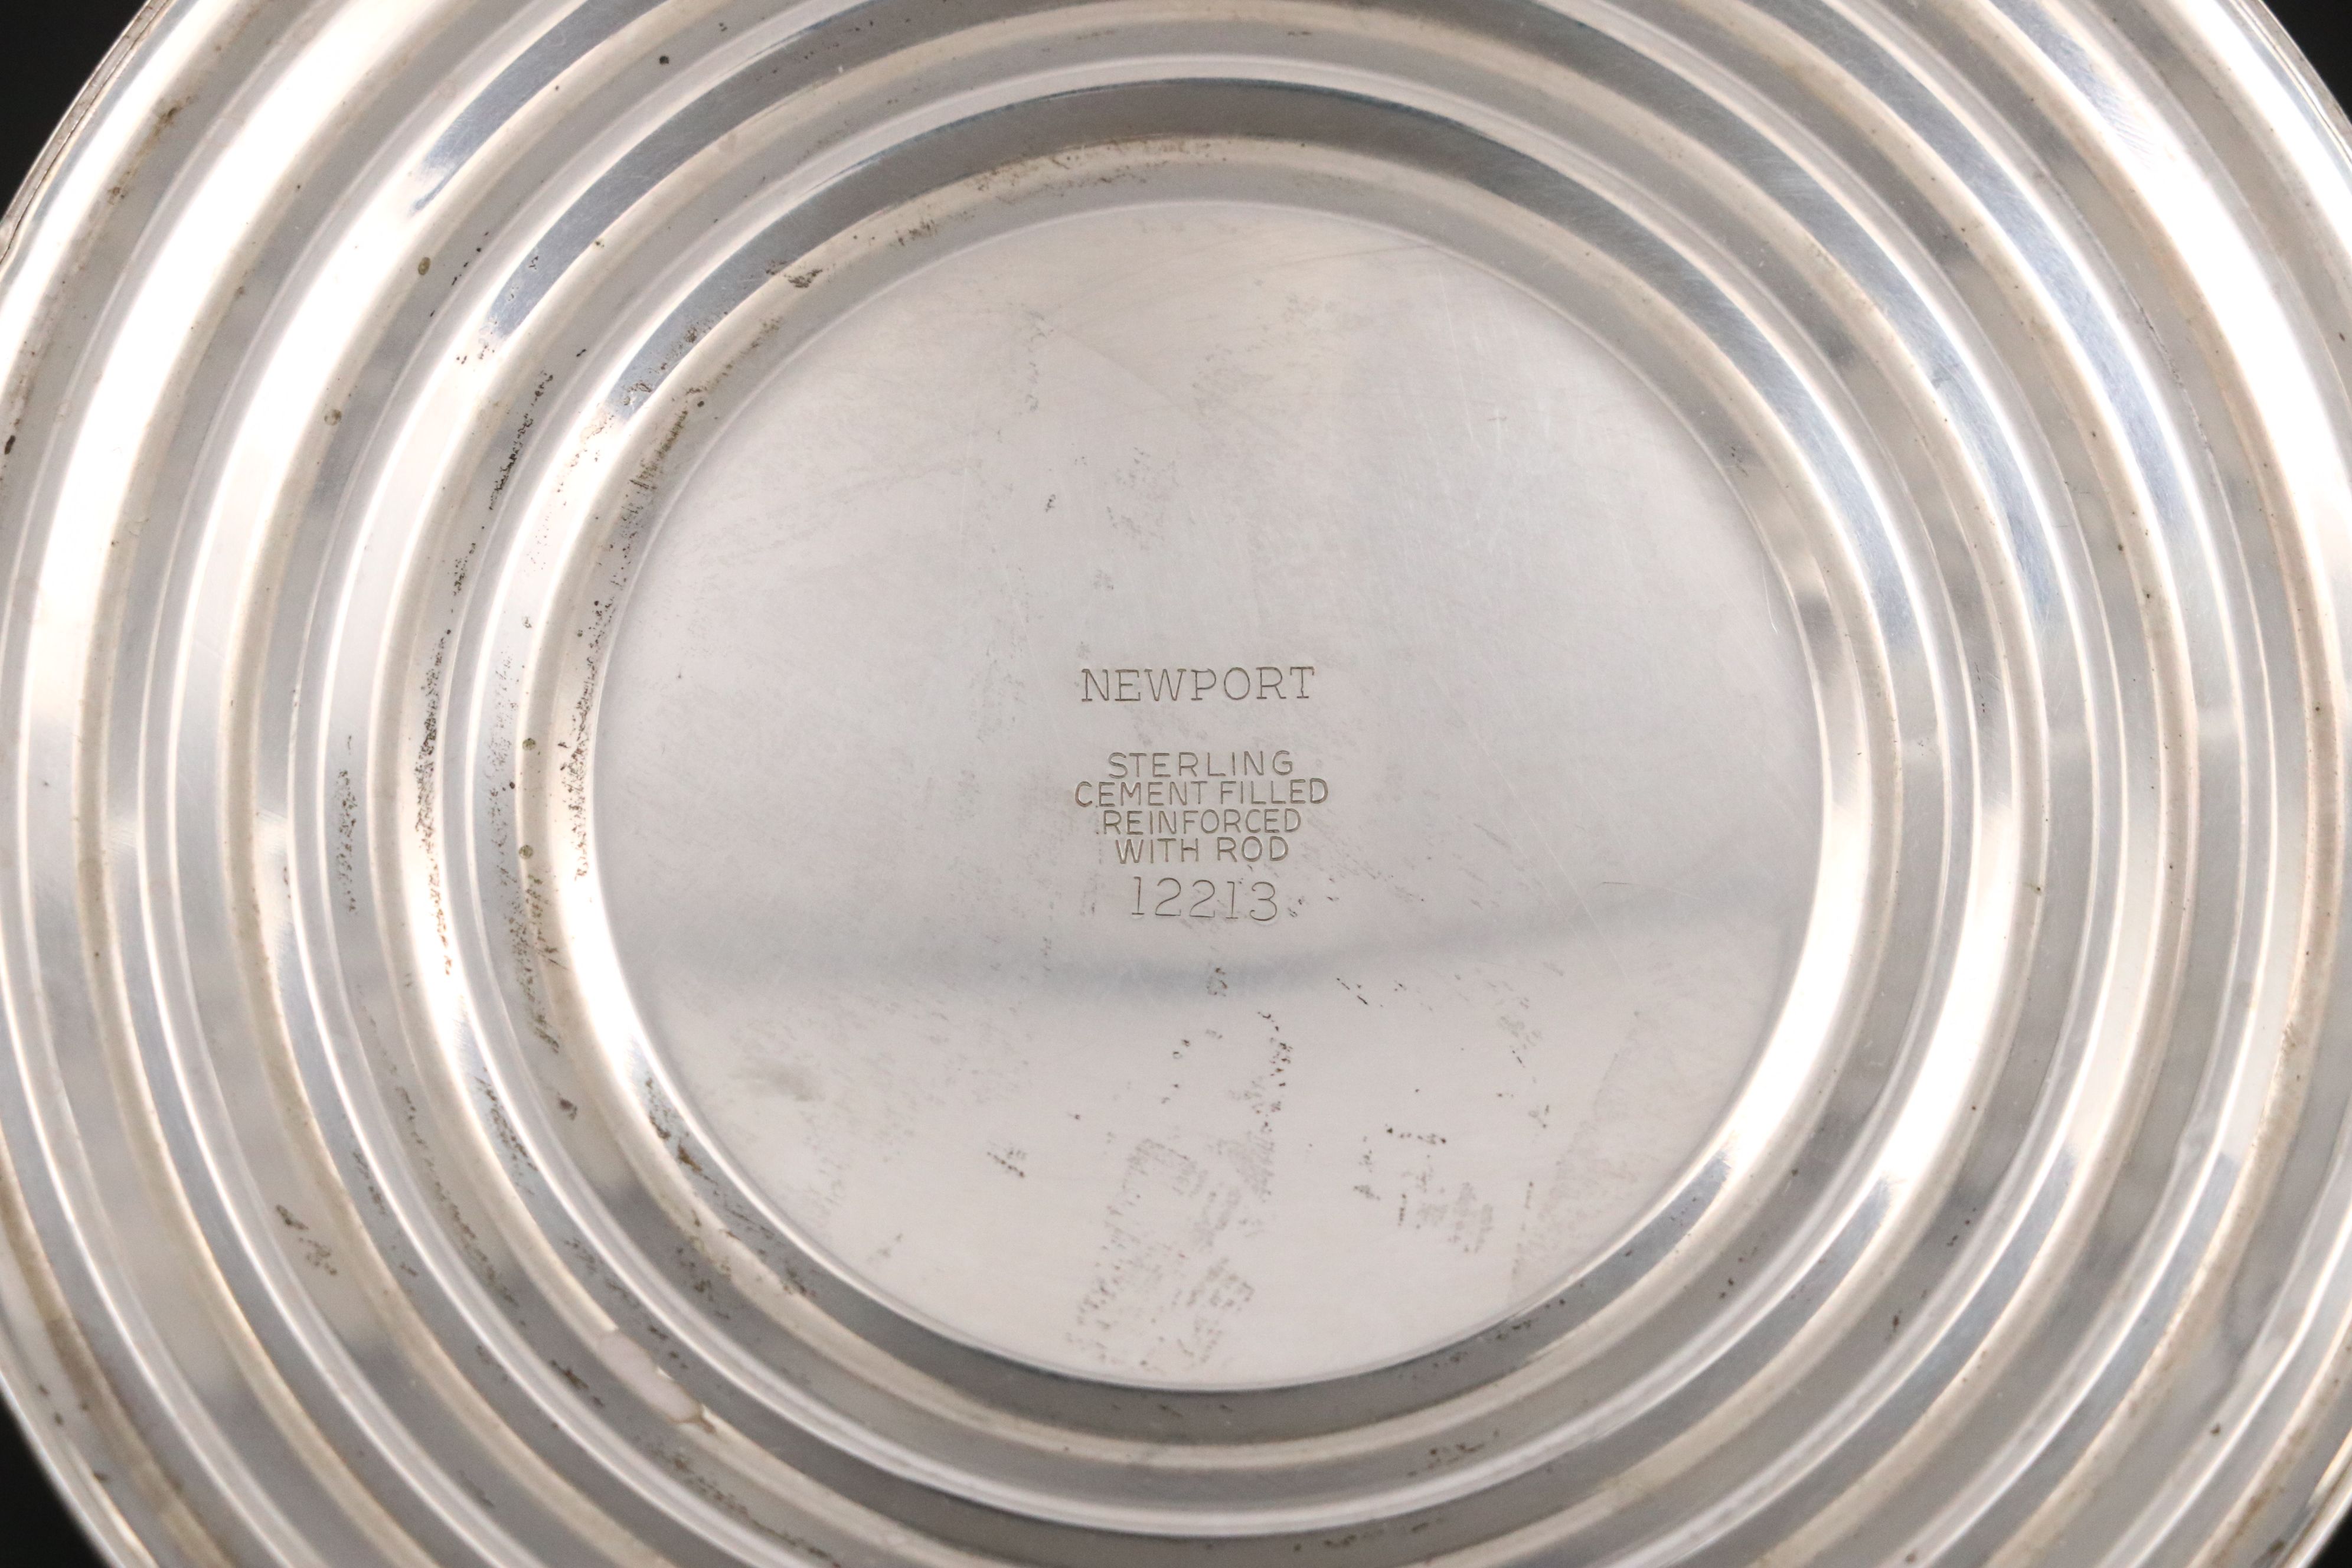 NEWPORT
STERLING
CEMENT FILLED
REINFORCED
WITH ROD
12213